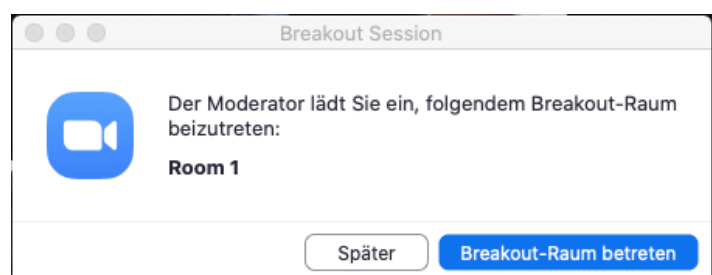 Breakout Session
Der Moderator lädt Sie ein, folgendem Breakout-Raum
beizutreten:
Room 1
Später
Breakout-Raum betreten